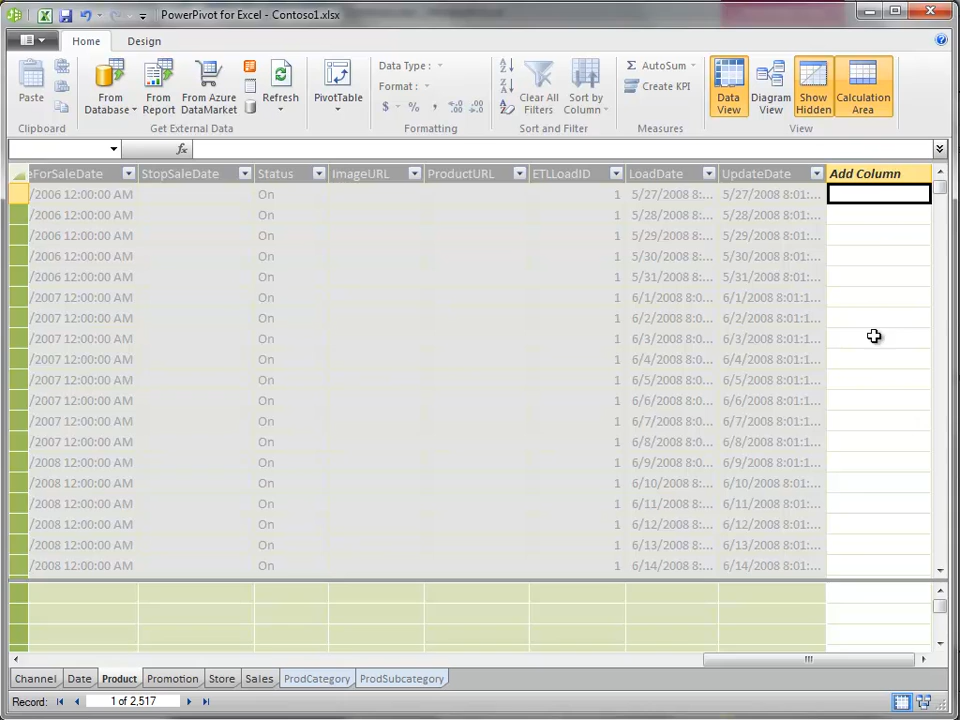 PowerPivot for Excel - Contoso1.xlsx
Home Design
Paste
From Database
From Report
From Azure DataMarket
Refresh
PivotTable
Data Type :
Format :
$ % ,
Clear All Filters
Sort by Column
AutoSum
Create KPI
Data View
Diagram View
Show Hidden
Calculation Area
Clipboard Get External Data Formatting Sort and Filter Measures View
fx
eForSaleDate StopSaleDate Status ImageURL ProductURL ETLLoadID LoadDate UpdateDate Add Column
/2006 12:00:00 AM On 1 5/27/2008 8:... 5/27/2008 8:01:...
/2006 12:00:00 AM On 1 5/28/2008 8:... 5/28/2008 8:01:...
/2006 12:00:00 AM On 1 5/29/2008 8:... 5/29/2008 8:01:...
/2006 12:00:00 AM On 1 5/30/2008 8:... 5/30/2008 8:01:...
/2006 12:00:00 AM On 1 5/31/2008 8:... 5/31/2008 8:01:...
/2007 12:00:00 AM On 1 6/1/2008 8:0... 6/1/2008 8:01:1...
/2007 12:00:00 AM On 1 6/2/2008 8:0... 6/2/2008 8:01:1...
/2007 12:00:00 AM On 1 6/3/2008 8:0... 6/3/2008 8:01:1...
/2007 12:00:00 AM On 1 6/4/2008 8:0... 6/4/2008 8:01:1...
/2007 12:00:00 AM On 1 6/5/2008 8:0... 6/5/2008 8:01:1...
/2007 12:00:00 AM On 1 6/6/2008 8:0... 6/6/2008 8:01:1...
/2007 12:00:00 AM On 1 6/7/2008 8:0... 6/7/2008 8:01:1...
/2007 12:00:00 AM On 1 6/8/2008 8:0... 6/8/2008 8:01:1...
/2008 12:00:00 AM On 1 6/9/2008 8:0... 6/9/2008 8:01:1...
/2008 12:00:00 AM On 1 6/10/2008 8:... 6/10/2008 8:01:...
/2008 12:00:00 AM On 1 6/11/2008 8:... 6/11/2008 8:01:...
/2008 12:00:00 AM On 1 6/12/2008 8:... 6/12/2008 8:01:...
/2008 12:00:00 AM On 1 6/13/2008 8:... 6/13/2008 8:01:...
/2008 12:00:00 AM On 1 6/14/2008 8:... 6/14/2008 8:01:...
Channel Date Product Promotion Store Sales ProdCategory ProdSubcategory
Record: 1 of 2,517